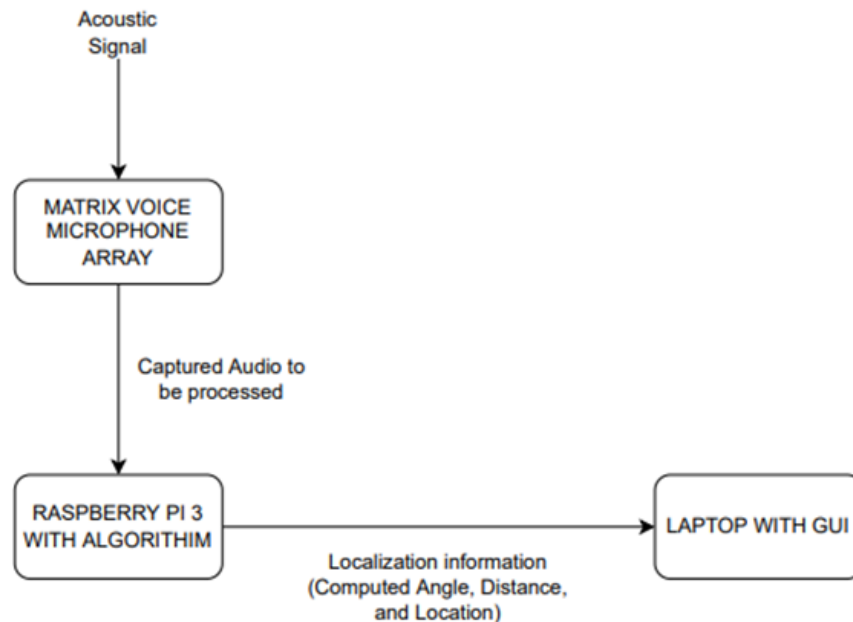 Acoustic
Signal
MATRIX VOICE
MICROPHONE
ARRAY
Captured Audio to
be processed
RASPBERRY PI 3
WITH ALGORITHIM
LAPTOP WITH GUI
Localization information
(Computed Angle, Distance,
and Location)